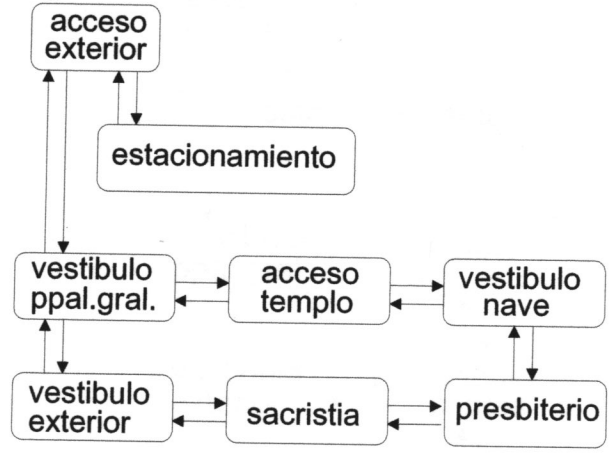 acceso
exterior
estacionamiento
vestibulo
ppal.gral.
acceso
templo
vestibulo
nave
vestibulo
exterior
sacristia
presbiterio